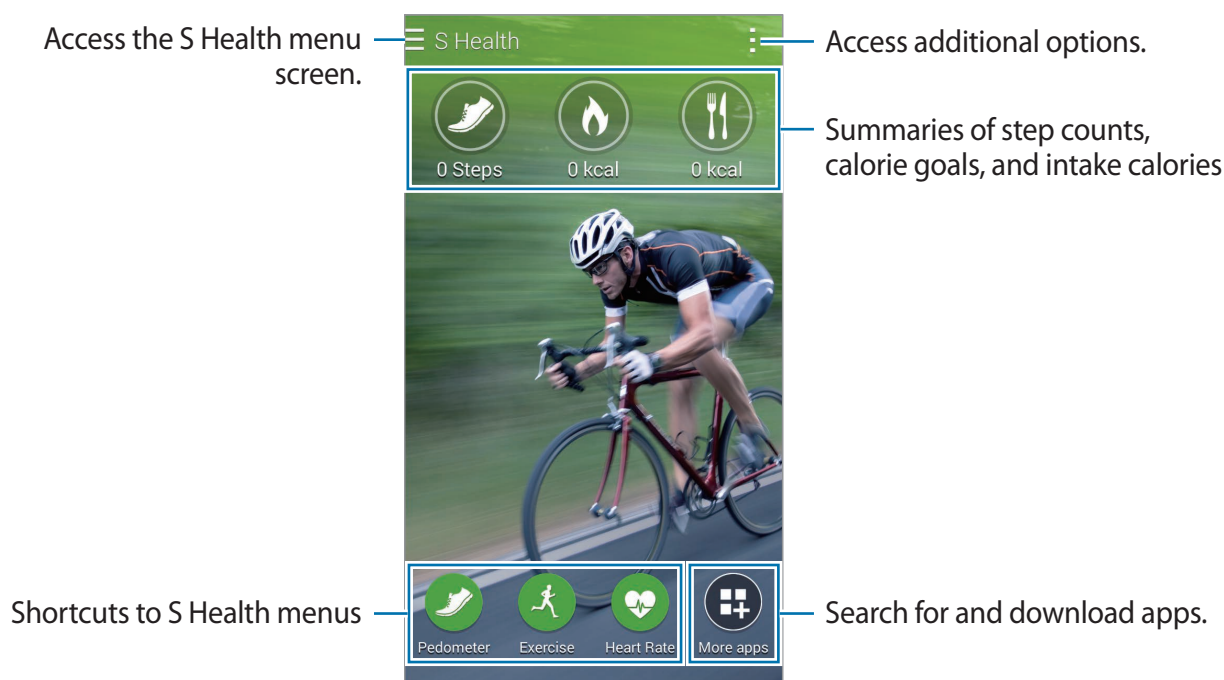 Access the S Health menu
screen.
S Health
Access additional options.
0 Steps
0 kcal
0 kcal
Summaries of step counts,
calorie goals, and intake calories
Shortcuts to S Health menus
Pedometer
Exercise
Heart Rate
More apps
Search for and download apps.